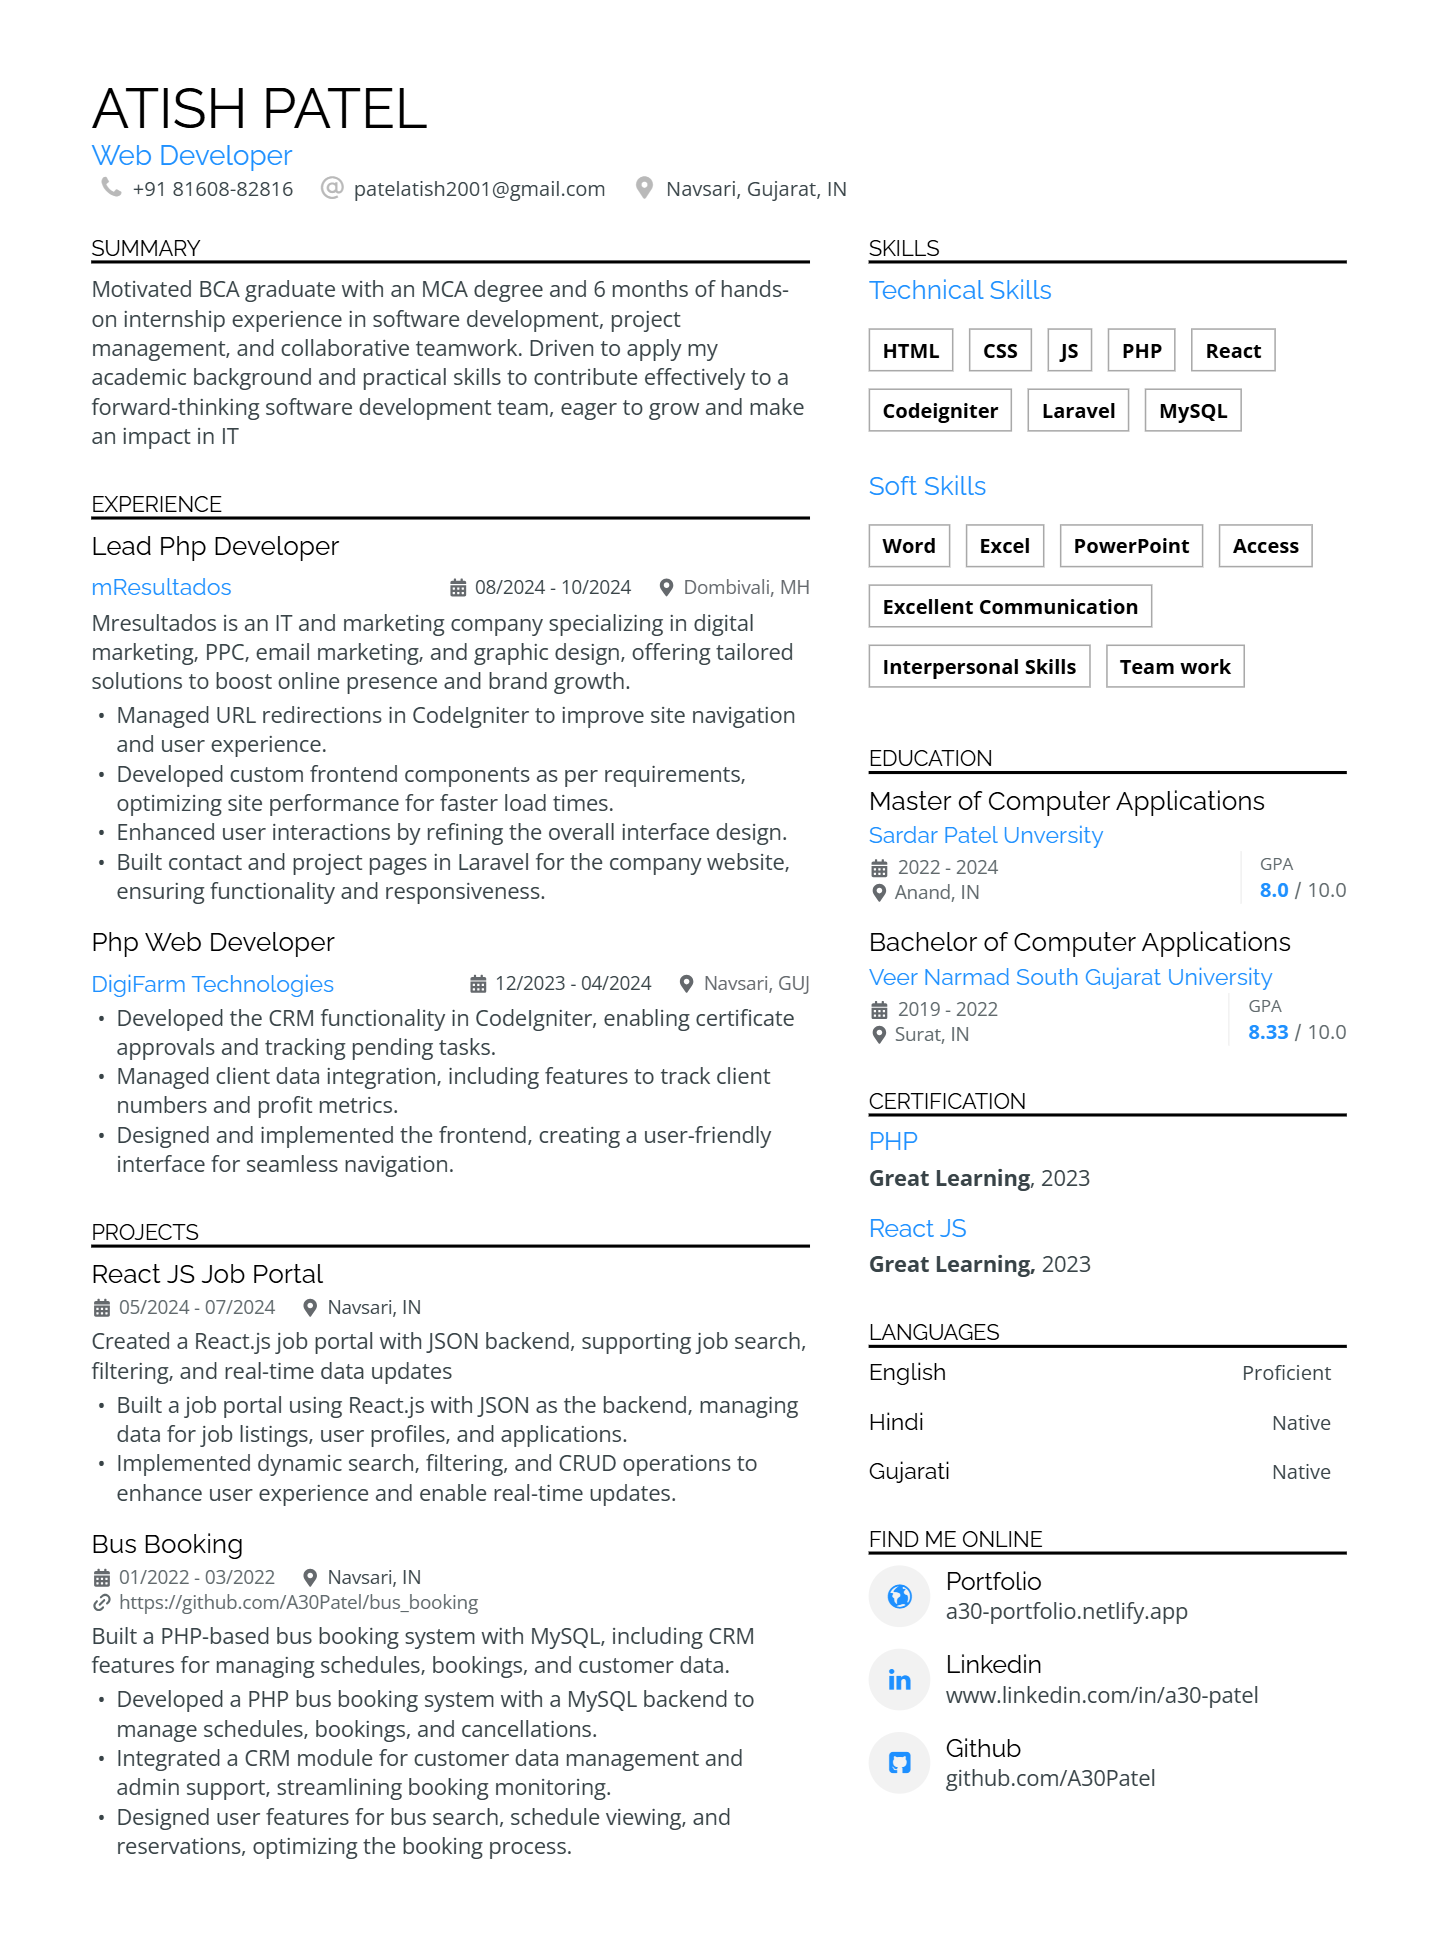 ATISH PATEL
Web Developer
+91 81608-82816 patelatish2001@gmail.com Navsari, Gujarat, IN
SUMMARY
Motivated BCA graduate with an MCA degree and 6 months of hands-
on internship experience in software development, project
management, and collaborative teamwork. Driven to apply my
academic background and practical skills to contribute effectively to a
forward-thinking software development team, eager to grow and make
an impact in IT
EXPERIENCE
Lead Php Developer
mResultados 08/2024 - 10/2024 Dombivali, MH
Mresultados is an IT and marketing company specializing in digital
marketing, PPC, email marketing, and graphic design, offering tailored
solutions to boost online presence and brand growth.
• Managed URL redirections in CodeIgniter to improve site navigation
and user experience.
• Developed custom frontend components as per requirements,
optimizing site performance for faster load times.
• Enhanced user interactions by refining the overall interface design.
• Built contact and project pages in Laravel for the company website,
ensuring functionality and responsiveness.
Php Web Developer
DigiFarm Technologies 12/2023 - 04/2024 Navsari, GUJ
• Developed the CRM functionality in CodeIgniter, enabling certificate
approvals and tracking pending tasks.
• Managed client data integration, including features to track client
numbers and profit metrics.
• Designed and implemented the frontend, creating a user-friendly
interface for seamless navigation.
PROJECTS
React JS Job Portal
05/2024 - 07/2024 Navsari, IN
Created a React.js job portal with JSON backend, supporting job search,
filtering, and real-time data updates
• Built a job portal using React.js with JSON as the backend, managing
data for job listings, user profiles, and applications.
• Implemented dynamic search, filtering, and CRUD operations to
enhance user experience and enable real-time updates.
Bus Booking
01/2022 - 03/2022 Navsari, IN
https://github.com/A30Patel/bus_booking
Built a PHP-based bus booking system with MySQL, including CRM
features for managing schedules, bookings, and customer data.
• Developed a PHP bus booking system with a MySQL backend to
manage schedules, bookings, and cancellations.
• Integrated a CRM module for customer data management and
admin support, streamlining booking monitoring.
• Designed user features for bus search, schedule viewing, and
reservations, optimizing the booking process.
SKILLS
Technical Skills
HTML CSS JS PHP React
Codeigniter Laravel MySQL
Soft Skills
Word Excel PowerPoint Access
Excellent Communication
Interpersonal Skills Team work
EDUCATION
Master of Computer Applications
Sardar Patel Unversity
2022 - 2024 GPA
Anand, IN 8.0 / 10.0
Bachelor of Computer Applications
Veer Narmad South Gujarat University
2019 - 2022 GPA
Surat, IN 8.33 / 10.0
CERTIFICATION
PHP
Great Learning, 2023
React JS
Great Learning, 2023
LANGUAGES
English Proficient
Hindi Native
Gujarati Native
FIND ME ONLINE
Portfolio
a30-portfolio.netlify.app
Linkedin
www.linkedin.com/in/a30-patel
Github
github.com/A30Patel